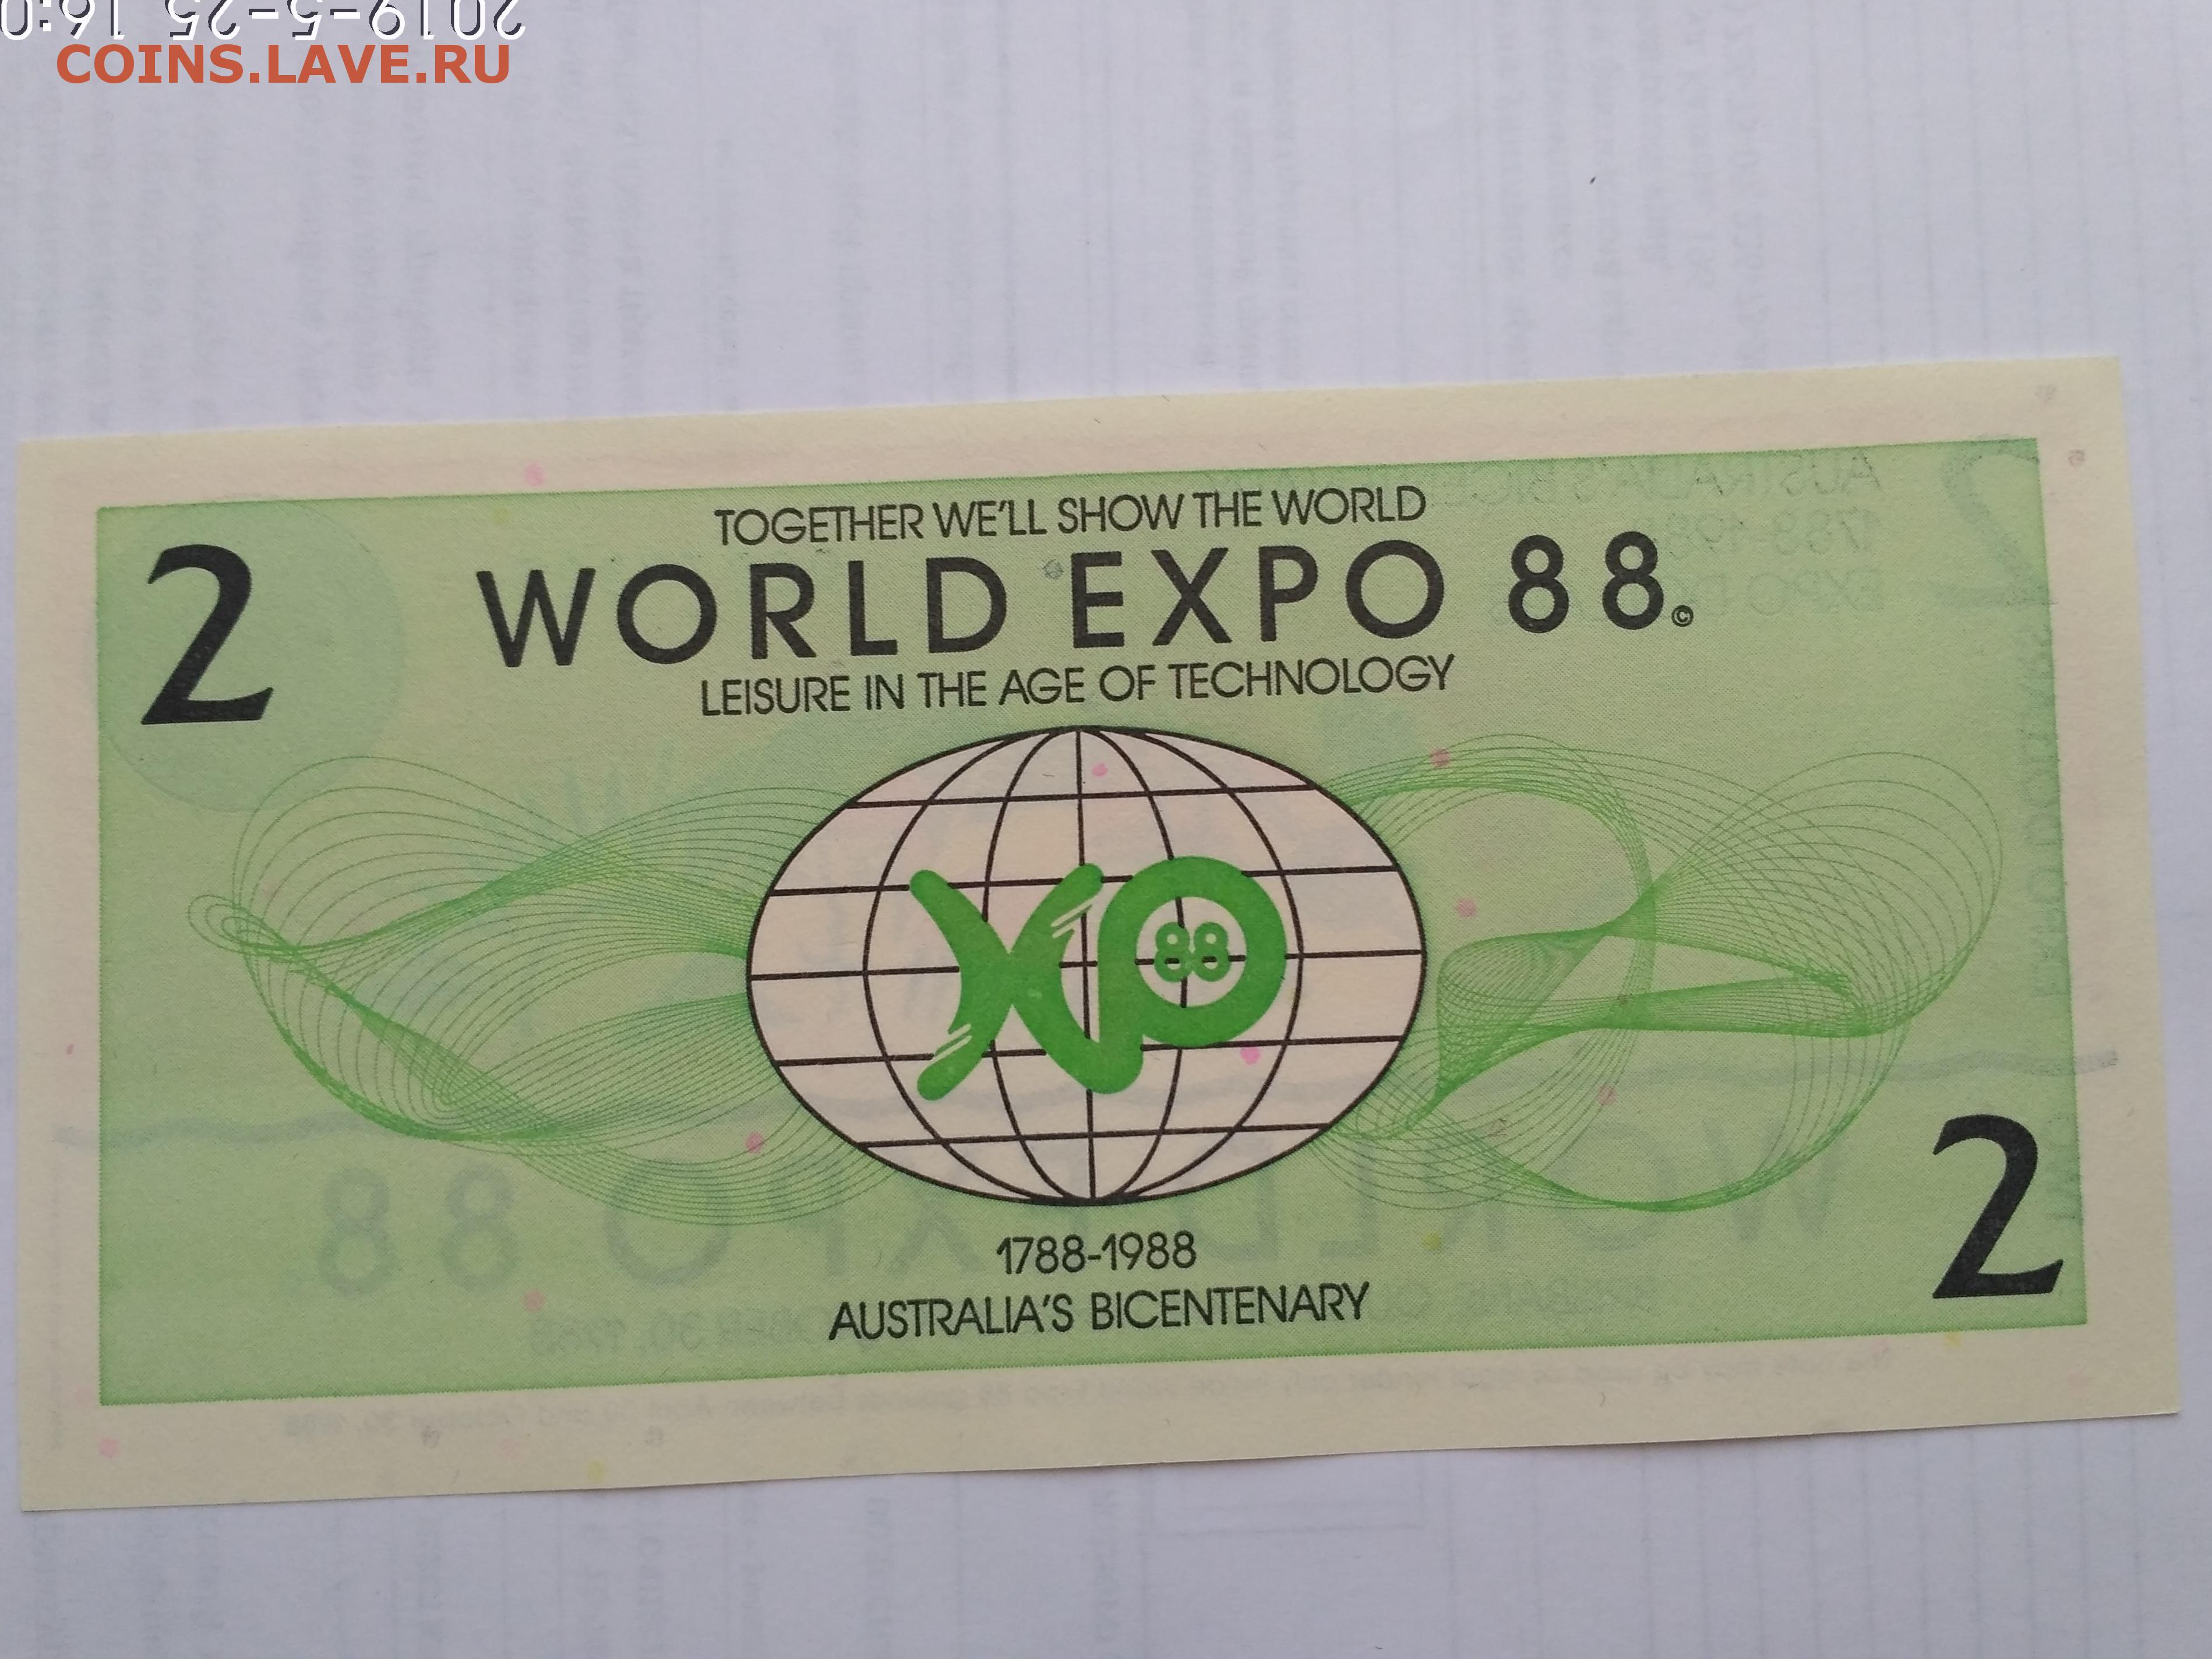 2019-5-25 16:0
COINS.LAVE.RU
TOGETHER WE'LL SHOW THE WORLD
2
WORLD EXPO 88©
LEISURE IN THE AGE OF TECHNOLOGY
XP
88
2
1788-1988
AUSTRALIA'S BICENTENARY